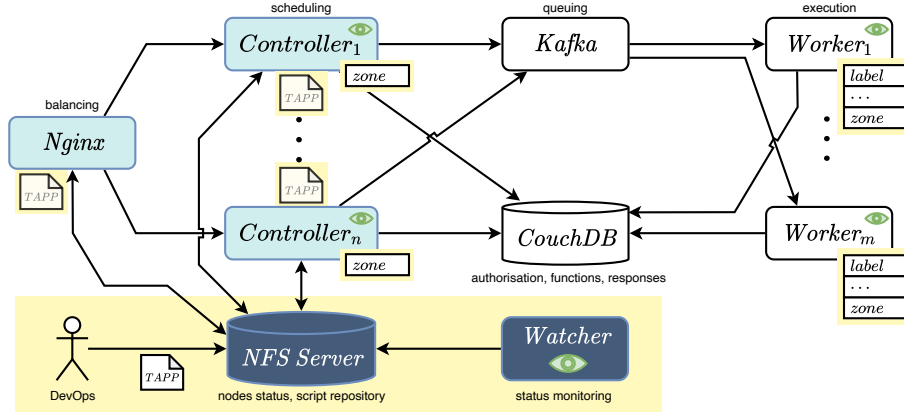 scheduling
queuing
execution
Controller₁
Kafka
Worker₁
zone
label
...
zone
TAPP
balancing
Nginx
TAPP
TAPP
Controllerₙ
CouchDB
Workerₘ
authorisation, functions, responses
zone
label
...
zone
NFS Server
Watcher
TAPP
DevOps
nodes status, script repository
status monitoring